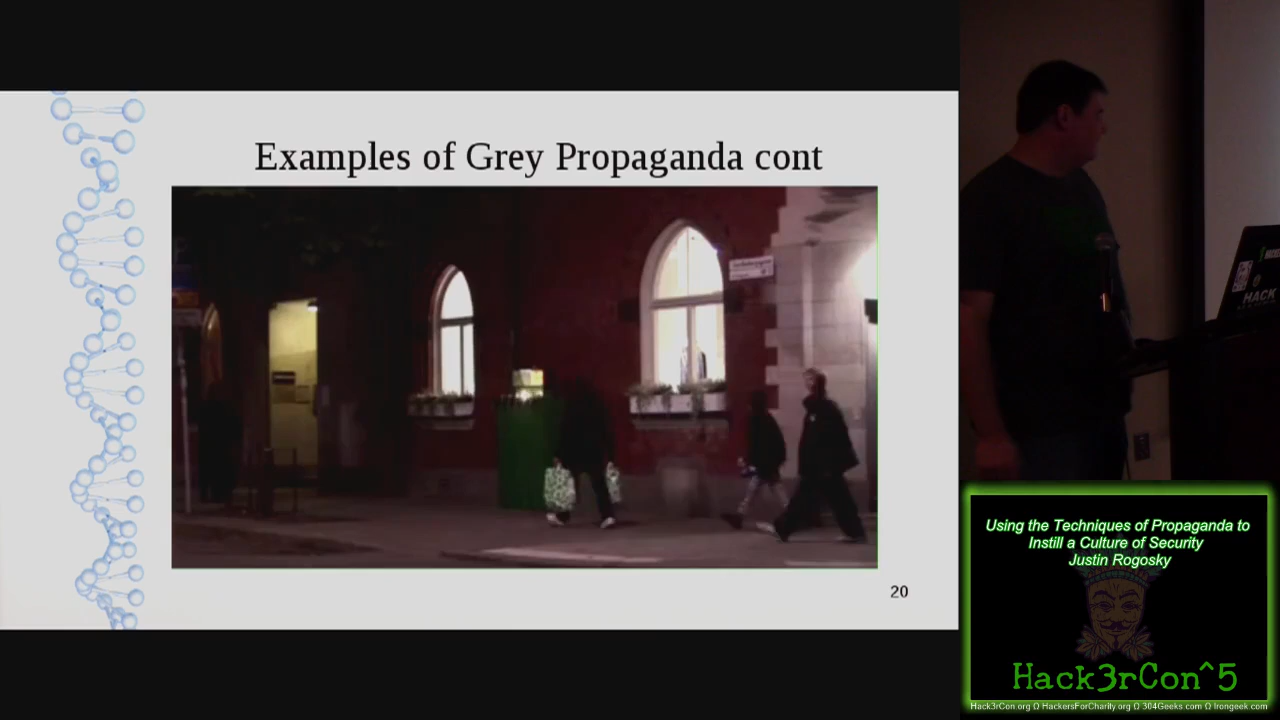 Examples of Grey Propaganda cont
20
HACK
Using the Techniques of Propaganda to
Instill a Culture of Security
Justin Rogosky
Hack3rCon^5
Hack3rCon.org Ω HackersForCharity.org Ω 304Geeks.com Ω Irongeek.com